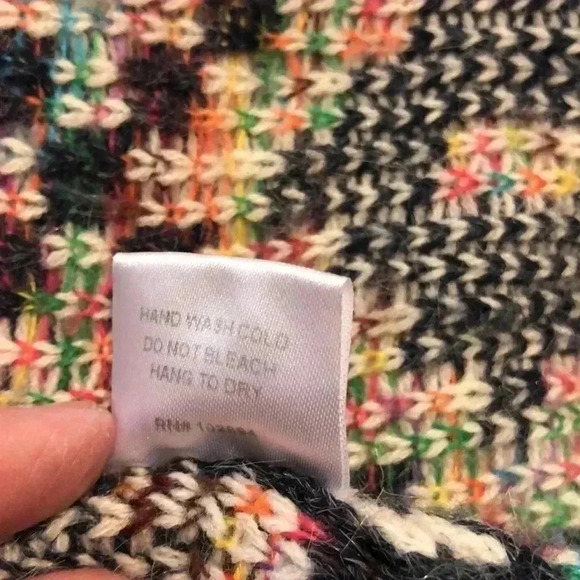 HAND WASH COLD
DO NOT BLEACH
HANG TO DRY
RN#